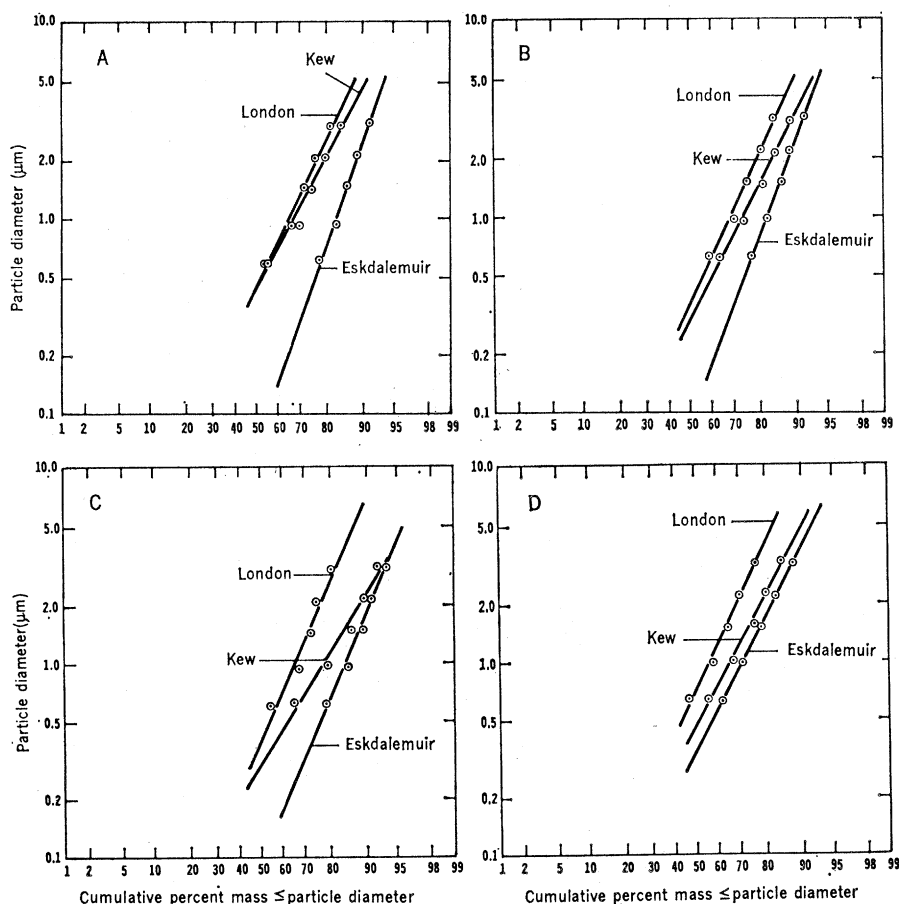 A
10.0
5.0
2.0
1.0
0.5
0.2
0.1
Particle diameter (μm)
Kew
London
Eskdalemuir
1 2 5 10 20 30 40 50 60 70 80 90 95 98 99
B
10.0
5.0
2.0
1.0
0.5
0.2
0.1
London
Kew
Eskdalemuir
1 2 5 10 20 30 40 50 60 70 80 90 95 98 99
C
10.0
5.0
2.0
1.0
0.5
0.2
0.1
Particle diameter(μm)
London
Kew
Eskdalemuir
1 2 5 10 20 30 40 50 60 70 80 90 95 98 99
Cumulative percent mass ≤particle diameter
D
10.0
5.0
2.0
1.0
0.5
0.2
0.1
London
Kew
Eskdalemuir
1 2 5 10 20 30 40 50 60 70 80 90 95 98 99
Cumulative percent mass ≤particle diameter